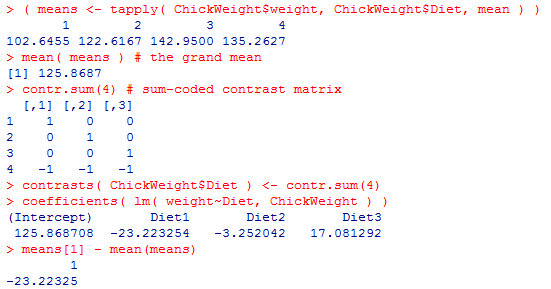 > ( means <- tapply( ChickWeight$weight, ChickWeight$Diet, mean ) )
1 2 3 4
102.6455 122.6167 142.9500 135.2627
> mean( means ) # the grand mean
[1] 125.8687
> contr.sum(4) # sum-coded contrast matrix
[,1] [,2] [,3]
1 1 0 0
2 0 1 0
3 0 0 1
4 -1 -1 -1
> contrasts( ChickWeight$Diet ) <- contr.sum(4)
> coefficients( lm( weight~Diet, ChickWeight ) )
(Intercept) Diet1 Diet2 Diet3
125.868708 -23.223254 -3.252042 17.081292
> means[1] - mean(means)
1
-23.22325